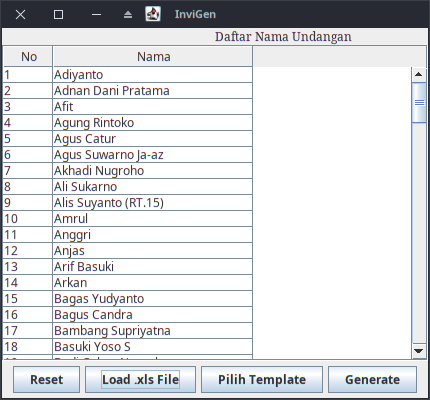 InviGen
Daftar Nama Undangan
No Nama
1 Adiyanto
2 Adnan Dani Pratama
3 Afit
4 Agung Rintoko
5 Agus Catur
6 Agus Suwarno Ja-az
7 Akhadi Nugroho
8 Ali Sukarno
9 Alis Suyanto (RT.15)
10 Amrul
11 Anggri
12 Anjas
13 Arif Basuki
14 Arkan
15 Bagas Yudyanto
16 Bagus Candra
17 Bambang Supriyatna
18 Basuki Yoso S
Reset Load .xls File Pilih Template Generate